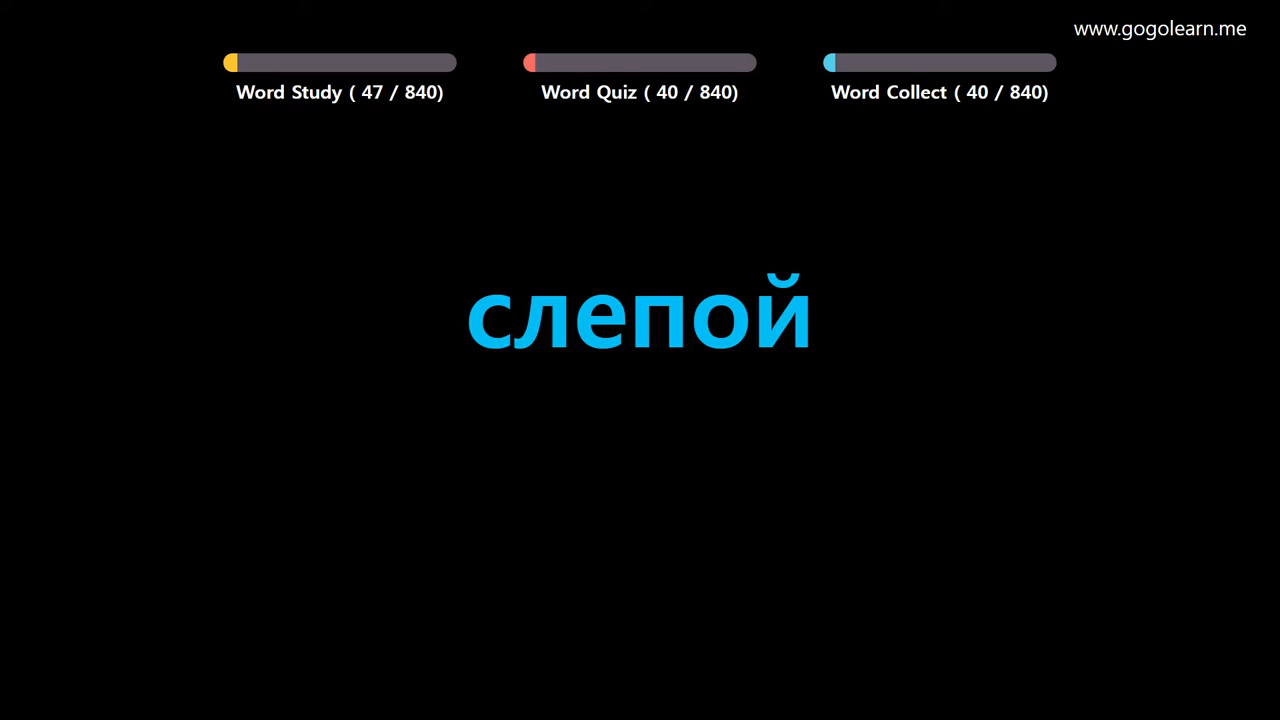 www.gogolearn.me
Word Study ( 47 / 840)
Word Quiz ( 40 / 840)
Word Collect ( 40 / 840)
слепой